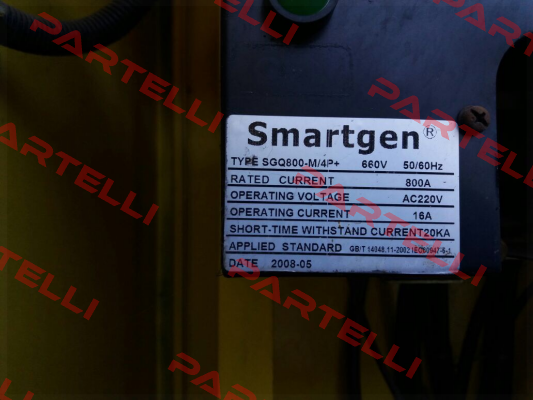 Smartgen®
TYPE SGQ800-M/4P+ 660V 50/60Hz
RATED CURRENT 800A
OPERATING VOLTAGE AC220V
OPERATING CURRENT 16A
SHORT-TIME WITHSTAND CURRENT20KA
APPLIED STANDARD GB/T 14048.11-2002 IEC60947-6-1
DATE 2008-05
PARTELLI
PARTELLI
PARTELLI
PARTELLI
PARTELLI
PARTELLI
PARTELLI